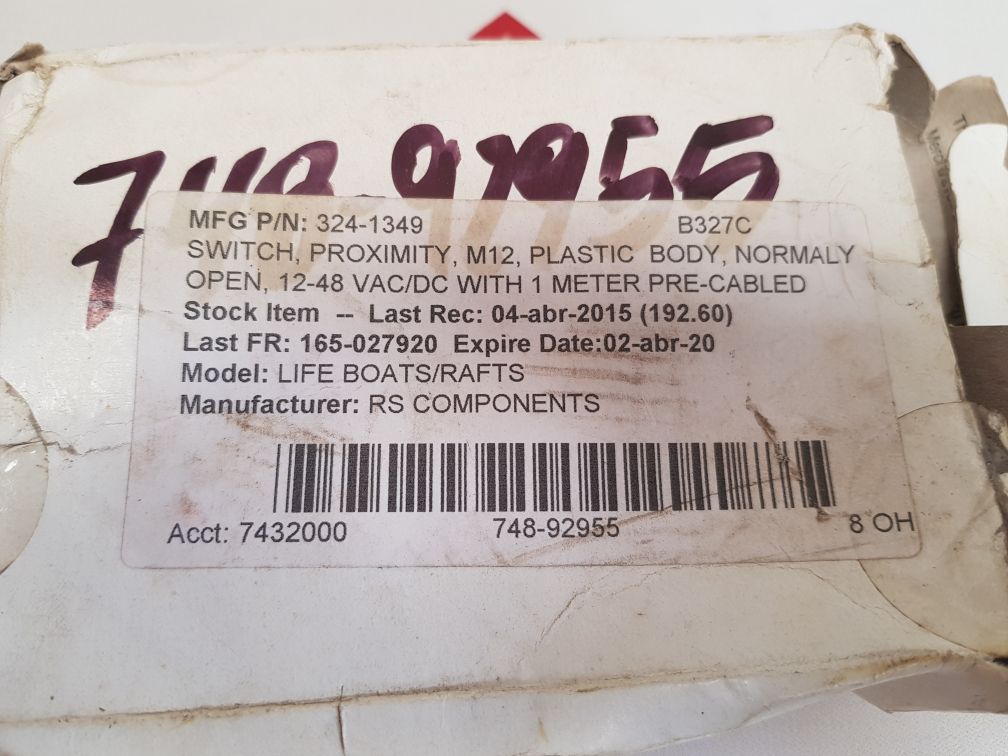 748 92955
MFG P/N: 324-1349 B327C
SWITCH, PROXIMITY, M12, PLASTIC BODY, NORMALY
OPEN, 12-48 VAC/DC WITH 1 METER PRE-CABLED
Stock Item -- Last Rec: 04-abr-2015 (192.60)
Last FR: 165-027920 Expire Date:02-abr-20
Model: LIFE BOATS/RAFTS
Manufacturer: RS COMPONENTS
Acct: 7432000 748-92955 8 OH